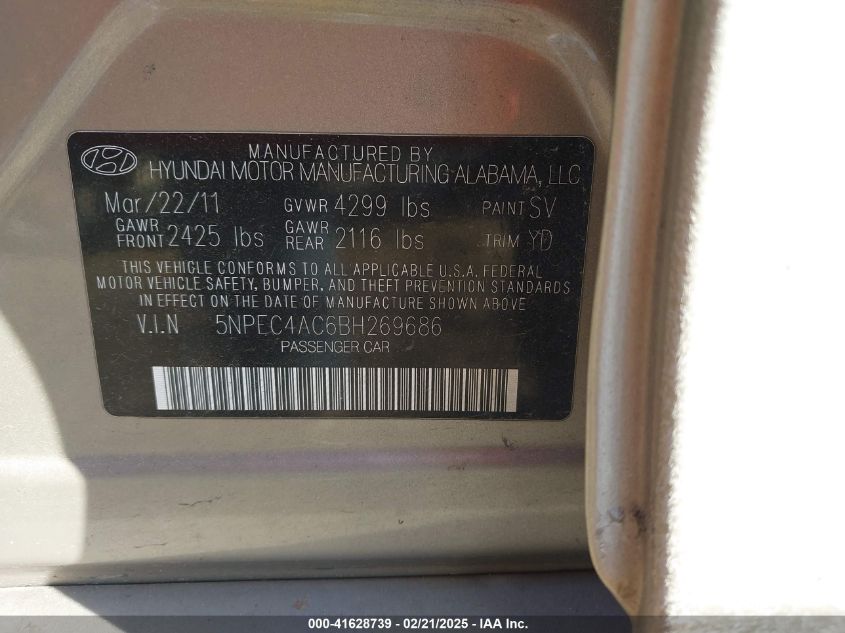 MANUFACTURED BY
HYUNDAI MOTOR MANUFACTURING ALABAMA, LLC
Mar/22/11 GVWR 4299 lbs PAINT SV
GAWR FRONT 2425 lbs GAWR REAR 2116 lbs TRIM YD
THIS VEHICLE CONFORMS TO ALL APPLICABLE U.S.A. FEDERAL
MOTOR VEHICLE SAFETY, BUMPER, AND THEFT PREVENTION STANDARDS
IN EFFECT ON THE DATE OF MANUFACTURE SHOWN ABOVE
V.I.N 5NPEC4AC6BH269686
PASSENGER CAR
000-41628739 - 02/21/2025 - IAA Inc.